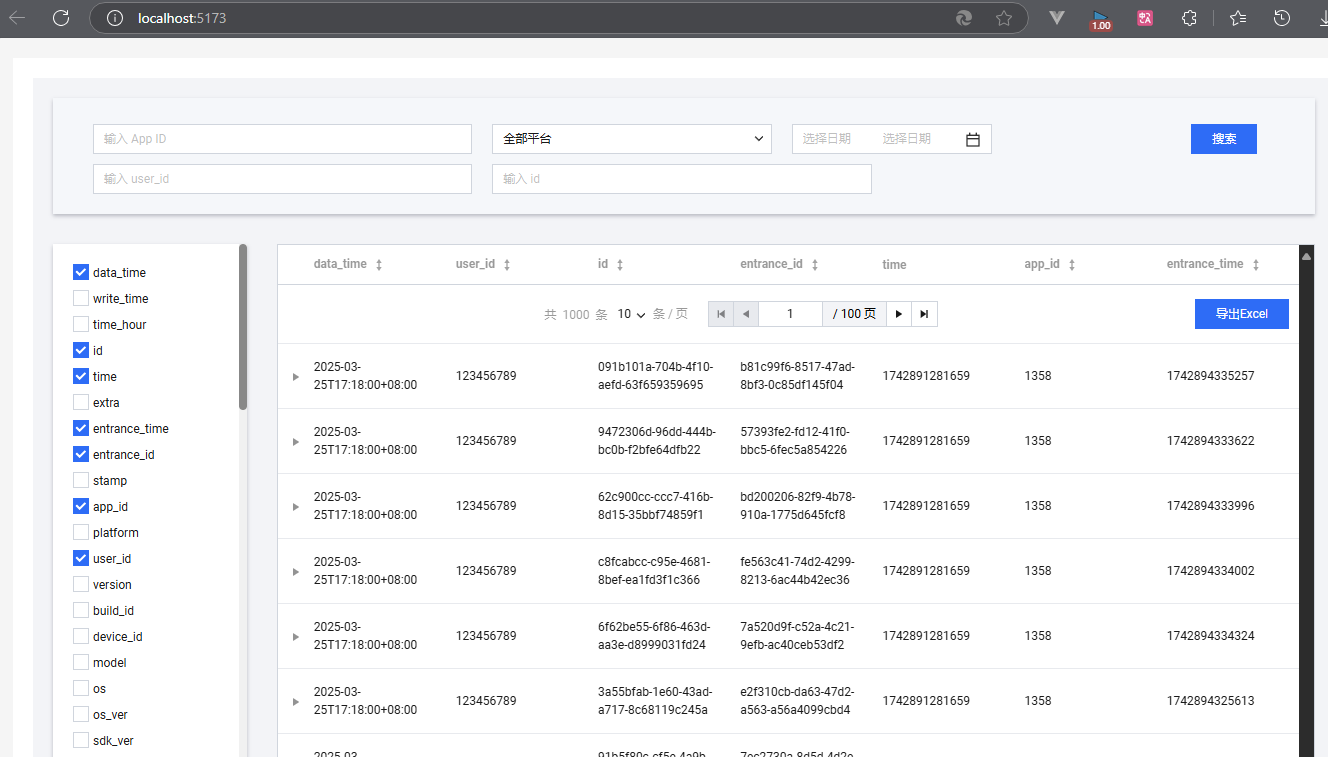 localhost:5173
1.00
输入 App ID
全部平台
选择日期 选择日期
搜索
输入 user_id
输入 id
data_time
write_time
time_hour
id
time
extra
entrance_time
entrance_id
stamp
app_id
platform
user_id
version
build_id
device_id
model
os
os_ver
sdk_ver
data_time user_id id entrance_id time app_id entrance_time
共 1000 条 10 条 / 页 1 / 100 页 导出Excel
2025-03-25T17:18:00+08:00 123456789 091b101a-704b-4f10-aefd-63f659359695 b81c99f6-8517-47ad-8bf3-0c85df145f04 1742891281659 1358 1742894335257
2025-03-25T17:18:00+08:00 123456789 9472306d-96dd-444b-bc0b-f2bfe64dfb22 57393fe2-fd12-41f0-bbc5-6fec5a854226 1742891281659 1358 1742894333622
2025-03-25T17:18:00+08:00 123456789 62c900cc-ccc7-416b-8d15-35bbf74859f1 bd200206-82f9-4b78-910a-1775d645fcf8 1742891281659 1358 1742894333996
2025-03-25T17:18:00+08:00 123456789 c8fcabcc-c95e-4681-8bef-ea1fd3f1c366 fe563c41-74d2-4299-8213-6ac44b42ec36 1742891281659 1358 1742894334002
2025-03-25T17:18:00+08:00 123456789 6f62be55-6f86-463d-aa3e-d8999031fd24 7a520d9f-c52a-4c21-9efb-ac40ceb53df2 1742891281659 1358 1742894334324
2025-03-25T17:18:00+08:00 123456789 3a55bfab-1e60-43ad-a717-8c68119c245a e2f310cb-da63-47d2-a563-a56a4099cbd4 1742891281659 1358 1742894325613
2025-03-